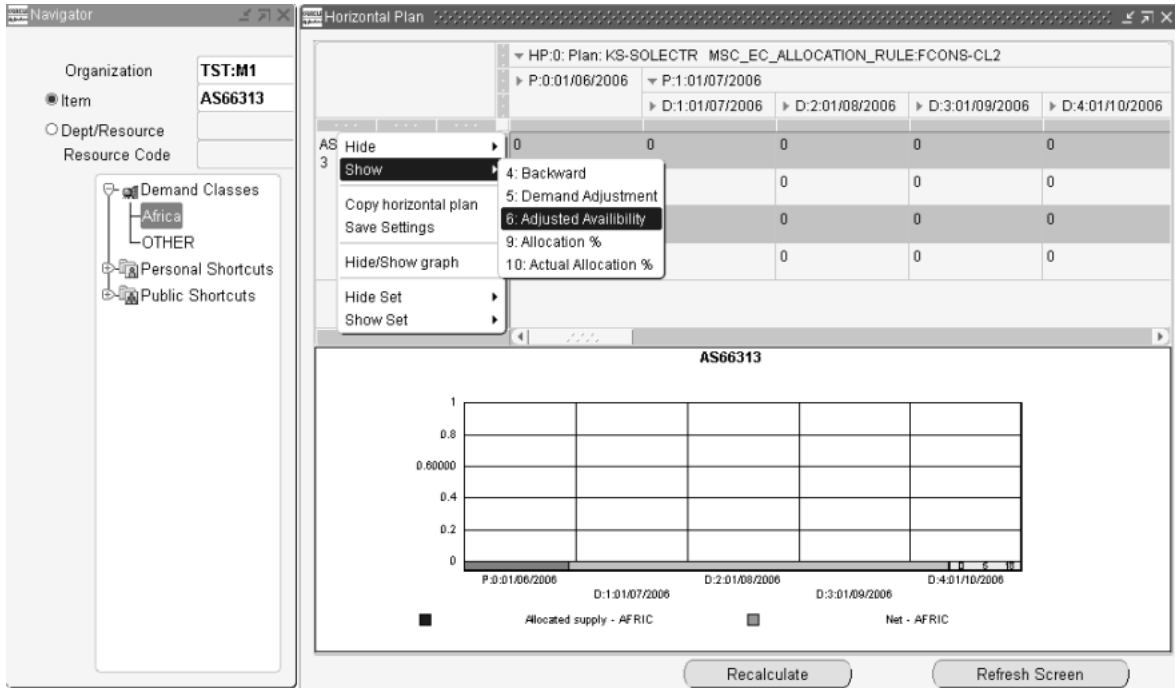 Navigator
Organization TST:M1
Item AS66313
Dept/Resource
Resource Code
Demand Classes
Africa
OTHER
Personal Shortcuts
Public Shortcuts
Horizontal Plan
HP:0: Plan: KS-SOLECTR MSC_EC_ALLOCATION_RULE:FCONS-CL2
P:0:01/06/2006 P:1:01/07/2006
D:1:01/07/2006 D:2:01/08/2006 D:3:01/09/2006 D:4:01/10/2006
AS 0 0 0 0 0
3
0 0 0
0 0 0
0 0 0
Hide
Show
Copy horizontal plan
Save Settings
Hide/Show graph
Hide Set
Show Set
4: Backward
5: Demand Adjustment
6: Adjusted Availibility
9: Allocation %
10: Actual Allocation %
AS66313
1
0.8
0.60000
0.4
0.2
0
0 5 10
P:0:01/06/2006 D:2:01/08/2006 D:4:01/10/2006
D:1:01/07/2006 D:3:01/09/2006
Allocated supply - AFRIC Net - AFRIC
Recalculate Refresh Screen